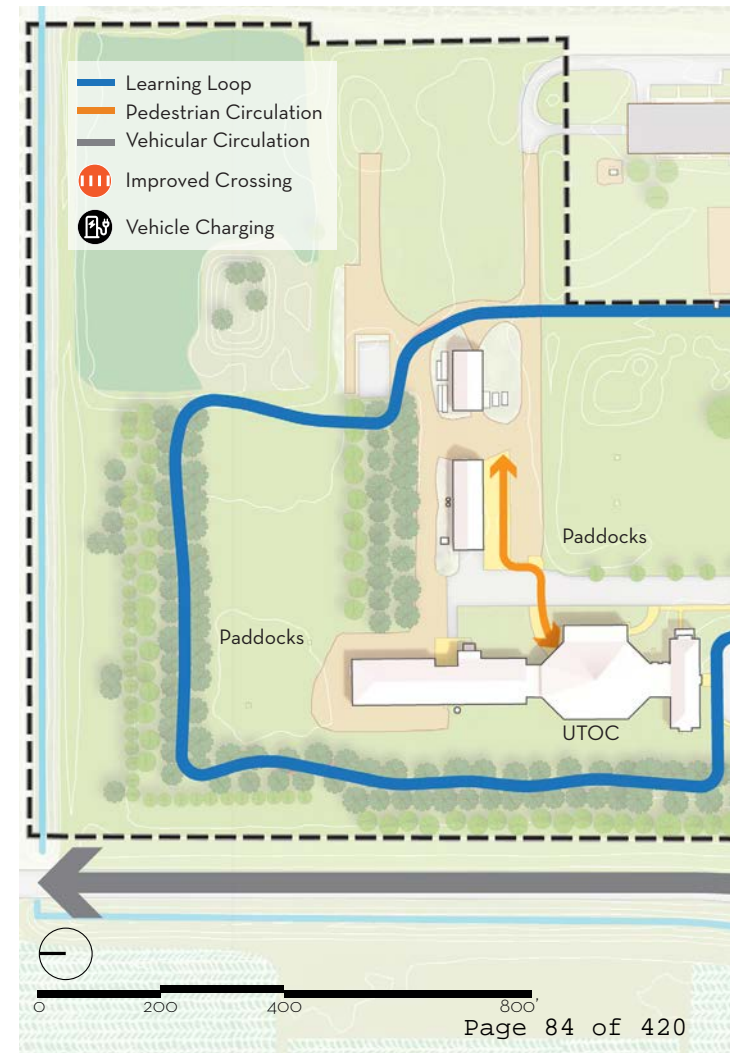 Learning Loop
Pedestrian Circulation
Vehicular Circulation
Improved Crossing
Vehicle Charging
Paddocks
Paddocks
UTOC
0 200 400 800'
Page 84 of 420